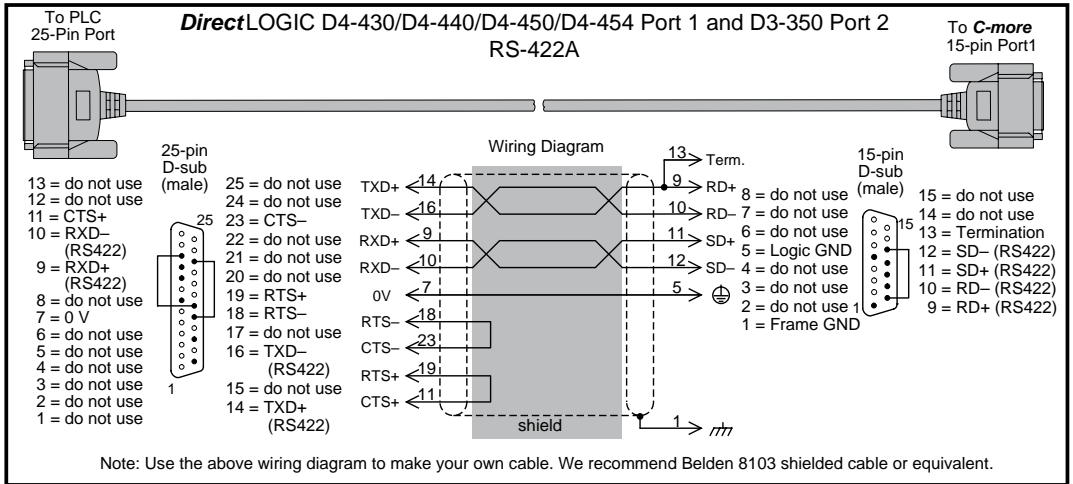 To PLC
25-Pin Port
DirectLOGIC D4-430/D4-440/D4-450/D4-454 Port 1 and D3-350 Port 2
RS-422A
To C-more
15-pin Port1
25-pin
D-sub
(male)
13 = do not use
12 = do not use
11 = CTS+
10 = RXD–
(RS422)
9 = RXD+
(RS422)
8 = do not use
7 = 0 V
6 = do not use
5 = do not use
4 = do not use
3 = do not use
2 = do not use
1 = do not use
25
1
25 = do not use
24 = do not use
23 = CTS–
22 = do not use
21 = do not use
20 = do not use
19 = RTS+
18 = RTS–
17 = do not use
16 = TXD–
(RS422)
15 = do not use
14 = TXD+
(RS422)
Wiring Diagram
13 Term.
TXD+ 14 9 RD+
TXD– 16 10 RD–
RXD+ 9 11 SD+
RXD– 10 12 SD–
0V 7 5
RTS– 18
CTS– 23
RTS+ 19
CTS+ 11
shield
1
15-pin
D-sub
(male)
8 = do not use
7 = do not use
6 = do not use
5 = Logic GND
4 = do not use
3 = do not use
2 = do not use
1 = Frame GND
15
1
15 = do not use
14 = do not use
13 = Termination
12 = SD– (RS422)
11 = SD+ (RS422)
10 = RD– (RS422)
9 = RD+ (RS422)
Note: Use the above wiring diagram to make your own cable. We recommend Belden 8103 shielded cable or equivalent.